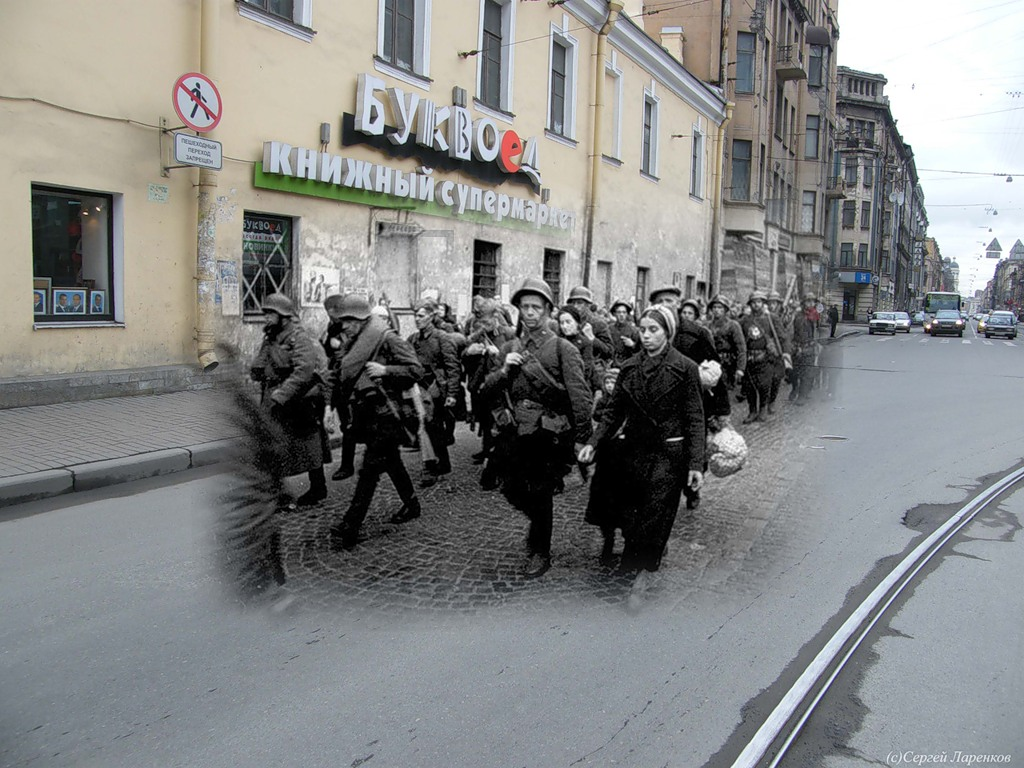 БУКВОеД
книжный супермаркет
ПЕШЕХОДНЫЙ
ПЕРЕХОД
ЗАПРЕЩЕН
БУКВОЕД
(c)Сергей Ларенков